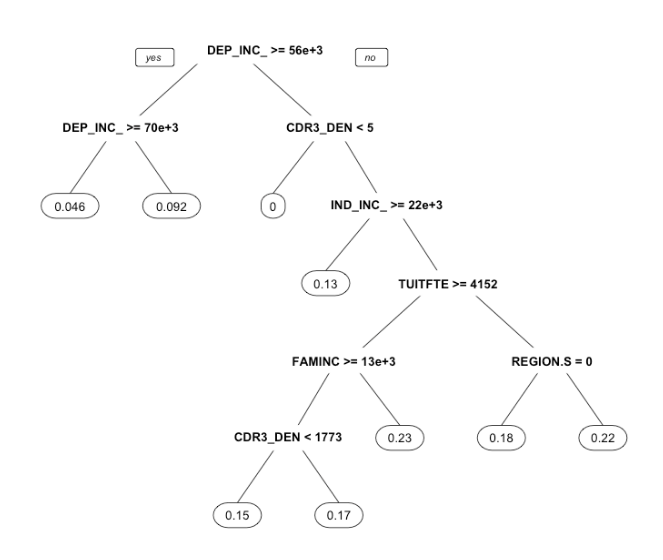 DEP_INC_ >= 56e+3
yes
no
DEP_INC_ >= 70e+3
CDR3_DEN < 5
0.046
0.092
0
IND_INC_ >= 22e+3
0.13
TUITFTE >= 4152
FAMINC >= 13e+3
REGION.S = 0
CDR3_DEN < 1773
0.23
0.18
0.22
0.15
0.17